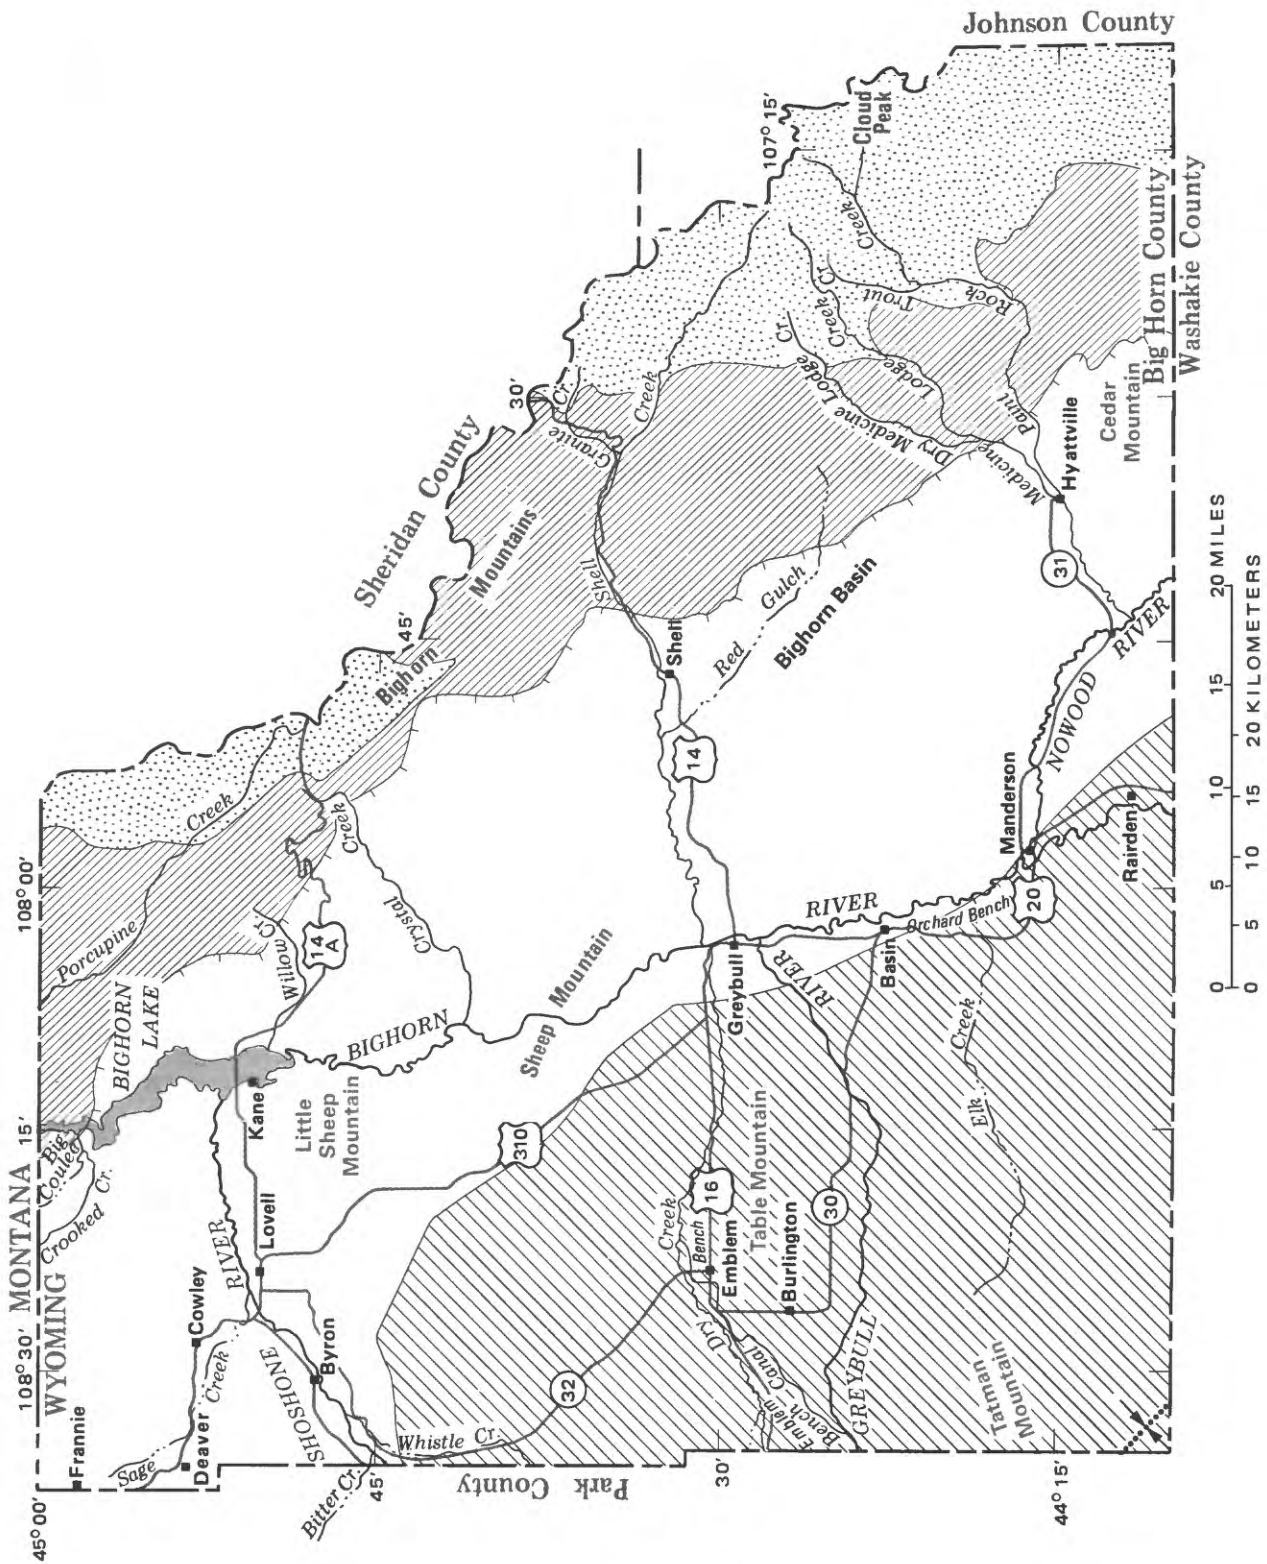 45° 00'
108° 30'
15'
108° 00'
MONTANA
WYOMING
Frannie
Sage
Creek
Deaver
Cowley
SHOSHONE
RIVER
Byron
Bitter Cr.
45'
Lovell
Crooked Cr.
Big
Coulee
BIGHORN
LAKE
Kane
Porcupine
Creek
Willow Cr.
14
A
Crystal
Creek
Little
Sheep
Mountain
BIGHORN
Sheep
Mountain
310
Bighorn
Mountains
45'
Sheridan County
30'
Granite
Cr.
Shell
Creek
Shell
14
Red
Gulch
Bighorn Basin
107° 15'
Johnson County
Cloud
Peak
Creek
Trout
Cr
Rock
Creek
Lodge
Medicine
Dry Medicine Lodge
Cr
Paint
Hyattville
Cedar
Mountain
31
Big Horn County
Washakie County
NOWOOD
RIVER
Manderson
Rairden
20
Orchard Bench
RIVER
Basin
Greybull
RIVER
GREYBULL
Elk
Creek
Whistle Cr.
32
Park County
30'
Dry
Creek
Bench
Emblem
16
Table Mountain
Burlington
30
Emblem
Bench
Canal
Tatman
Mountain
44° 15'
0 5 10 15 20 MILES
0 5 10 15 20 KILOMETERS